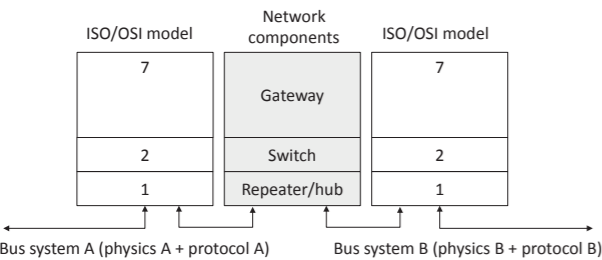 Network
components
ISO/OSI model
ISO/OSI model
7
Gateway
7
2
Switch
2
1
Repeater/hub
1
Bus system A (physics A + protocol A)
Bus system B (physics B + protocol B)